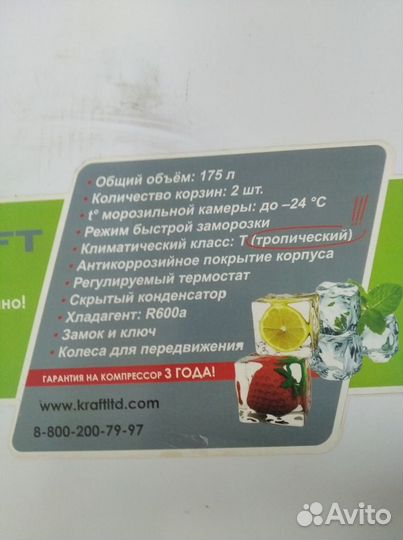 FT
но!
• Общий объём: 175 л
• Количество корзин: 2 шт.
• t° морозильной камеры: до –24 °C
• Режим быстрой заморозки
• Климатический класс: T (тропический) !!!
• Антикоррозийное покрытие корпуса
• Регулируемый термостат
• Скрытый конденсатор
• Хладагент: R600a
• Замок и ключ
• Колеса для передвижения
ГАРАНТИЯ НА КОМПРЕССОР 3 ГОДА!
www.kraftltd.com
8-800-200-79-97
Avito